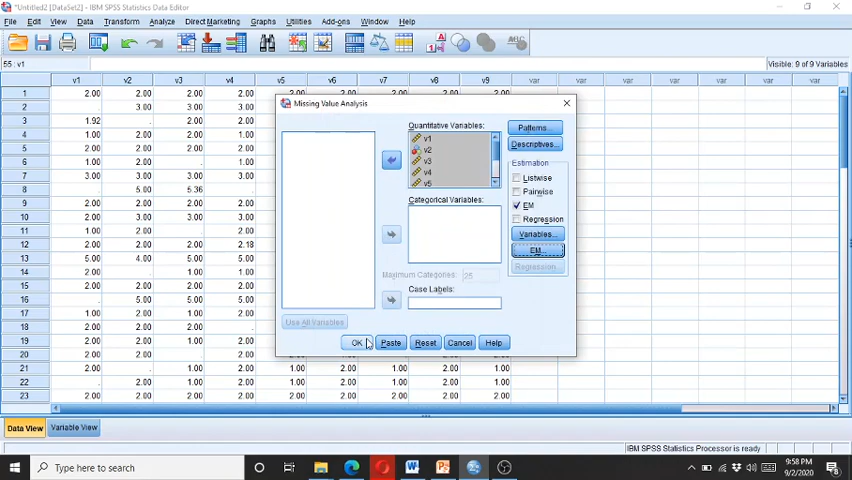 *Untitled2 [DataSet2] - IBM SPSS Statistics Data Editor
File Edit View Data Transform Analyze Direct Marketing Graphs Utilities Add-ons Window Help
55 : v1 Visible: 9 of 9 Variables
v1 v2 v3 v4 v5 v6 v7 v8 v9 var var var var var var
Missing Value Analysis
Quantitative Variables:
v1
v2
v3
v4
v5
Categorical Variables:
Maximum Categories: 25
Case Labels:
Use All Variables
Patterns...
Descriptives...
Estimation
Listwise
Pairwise
EM
Regression
Variables...
EM...
Regression...
OK Paste Reset Cancel Help
1 2.00 2.00 2.00 2.00
2 . 3.00 3.00 3.00
3 1.92 . 2.00 2.00
4 1.00 2.00 2.00 1.00
5 2.00 2.00 2.00 2.00
6 1.00 2.00 . 1.00
7 3.00 3.00 3.00 3.00
8 . 5.00 5.36 .
9 2.00 2.00 2.00 2.00
10 2.00 3.00 3.00 2.00
11 1.00 2.00 . 2.00
12 2.00 2.00 2.00 2.18
13 5.00 4.00 5.00 5.00
14 . . 1.00 1.00
15 2.00 2.00 2.00 2.00
16 . 5.00 5.00 5.00
17 1.00 2.00 1.00 2.00
18 2.00 2.00 . 2.00
19 2.00 2.00 1.00 2.00
20 2.00 2.00
21 . 1.00 2.00 1.00 2.00 1.00 2.00
22 . 2.00 1.00 2.00 1.00 2.00 1.00 2.00 1.00
23 2.00 2.00 2.00 2.00 2.00 2.00 2.00 2.00 2.00
Data View Variable View
IBM SPSS Statistics Processor is ready
Type here to search
9:58 PM
9/2/2020